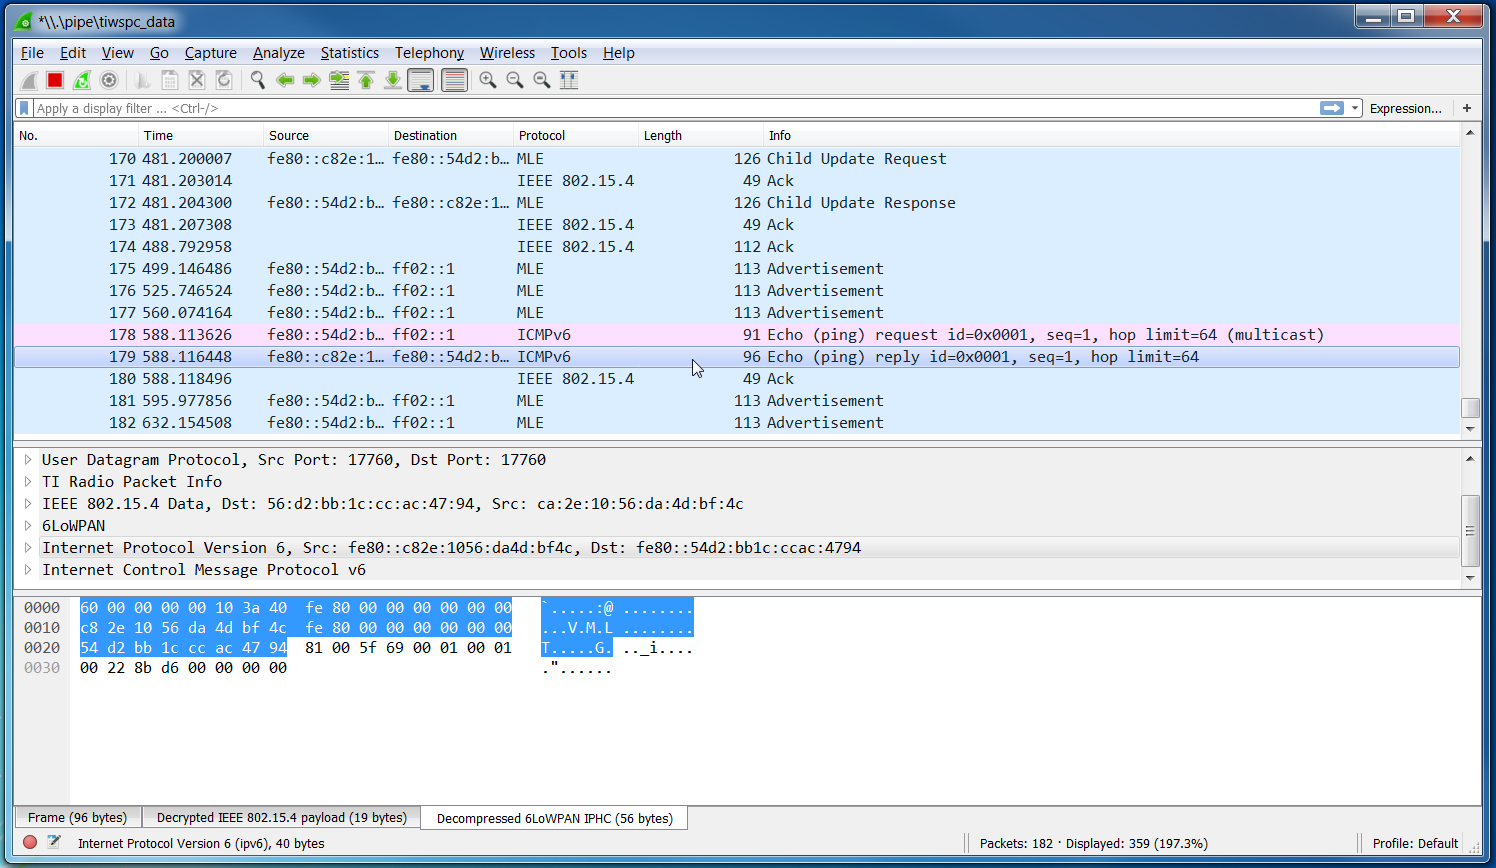 *\\.\pipe\tiwspc_data
File Edit View Go Capture Analyze Statistics Telephony Wireless Tools Help
Apply a display filter ... <Ctrl-/> Expression... +
No. Time Source Destination Protocol Length Info
170 481.200007 fe80::c82e:1… fe80::54d2:b… MLE 126 Child Update Request
171 481.203014 IEEE 802.15.4 49 Ack
172 481.204300 fe80::54d2:b… fe80::c82e:1… MLE 126 Child Update Response
173 481.207308 IEEE 802.15.4 49 Ack
174 488.792958 IEEE 802.15.4 112 Ack
175 499.146486 fe80::54d2:b… ff02::1 MLE 113 Advertisement
176 525.746524 fe80::54d2:b… ff02::1 MLE 113 Advertisement
177 560.074164 fe80::54d2:b… ff02::1 MLE 113 Advertisement
178 588.113626 fe80::54d2:b… ff02::1 ICMPv6 91 Echo (ping) request id=0x0001, seq=1, hop limit=64 (multicast)
179 588.116448 fe80::c82e:1… fe80::54d2:b… ICMPv6 96 Echo (ping) reply id=0x0001, seq=1, hop limit=64
180 588.118496 IEEE 802.15.4 49 Ack
181 595.977856 fe80::54d2:b… ff02::1 MLE 113 Advertisement
182 632.154508 fe80::54d2:b… ff02::1 MLE 113 Advertisement
User Datagram Protocol, Src Port: 17760, Dst Port: 17760
TI Radio Packet Info
IEEE 802.15.4 Data, Dst: 56:d2:bb:1c:cc:ac:47:94, Src: ca:2e:10:56:da:4d:bf:4c
6LoWPAN
Internet Protocol Version 6, Src: fe80::c82e:1056:da4d:bf4c, Dst: fe80::54d2:bb1c:ccac:4794
Internet Control Message Protocol v6
0000 60 00 00 00 00 10 3a 40 fe 80 00 00 00 00 00 00 `.....:@ ........
0010 c8 2e 10 56 da 4d bf 4c fe 80 00 00 00 00 00 00 ...V.M.L ........
0020 54 d2 bb 1c cc ac 47 94 81 00 5f 69 00 01 00 01 T.....G. .._i....
0030 00 22 8b d6 00 00 00 00 ."......
Frame (96 bytes) Decrypted IEEE 802.15.4 payload (19 bytes) Decompressed 6LoWPAN IPHC (56 bytes)
Internet Protocol Version 6 (ipv6), 40 bytes Packets: 182 · Displayed: 359 (197.3%) Profile: Default